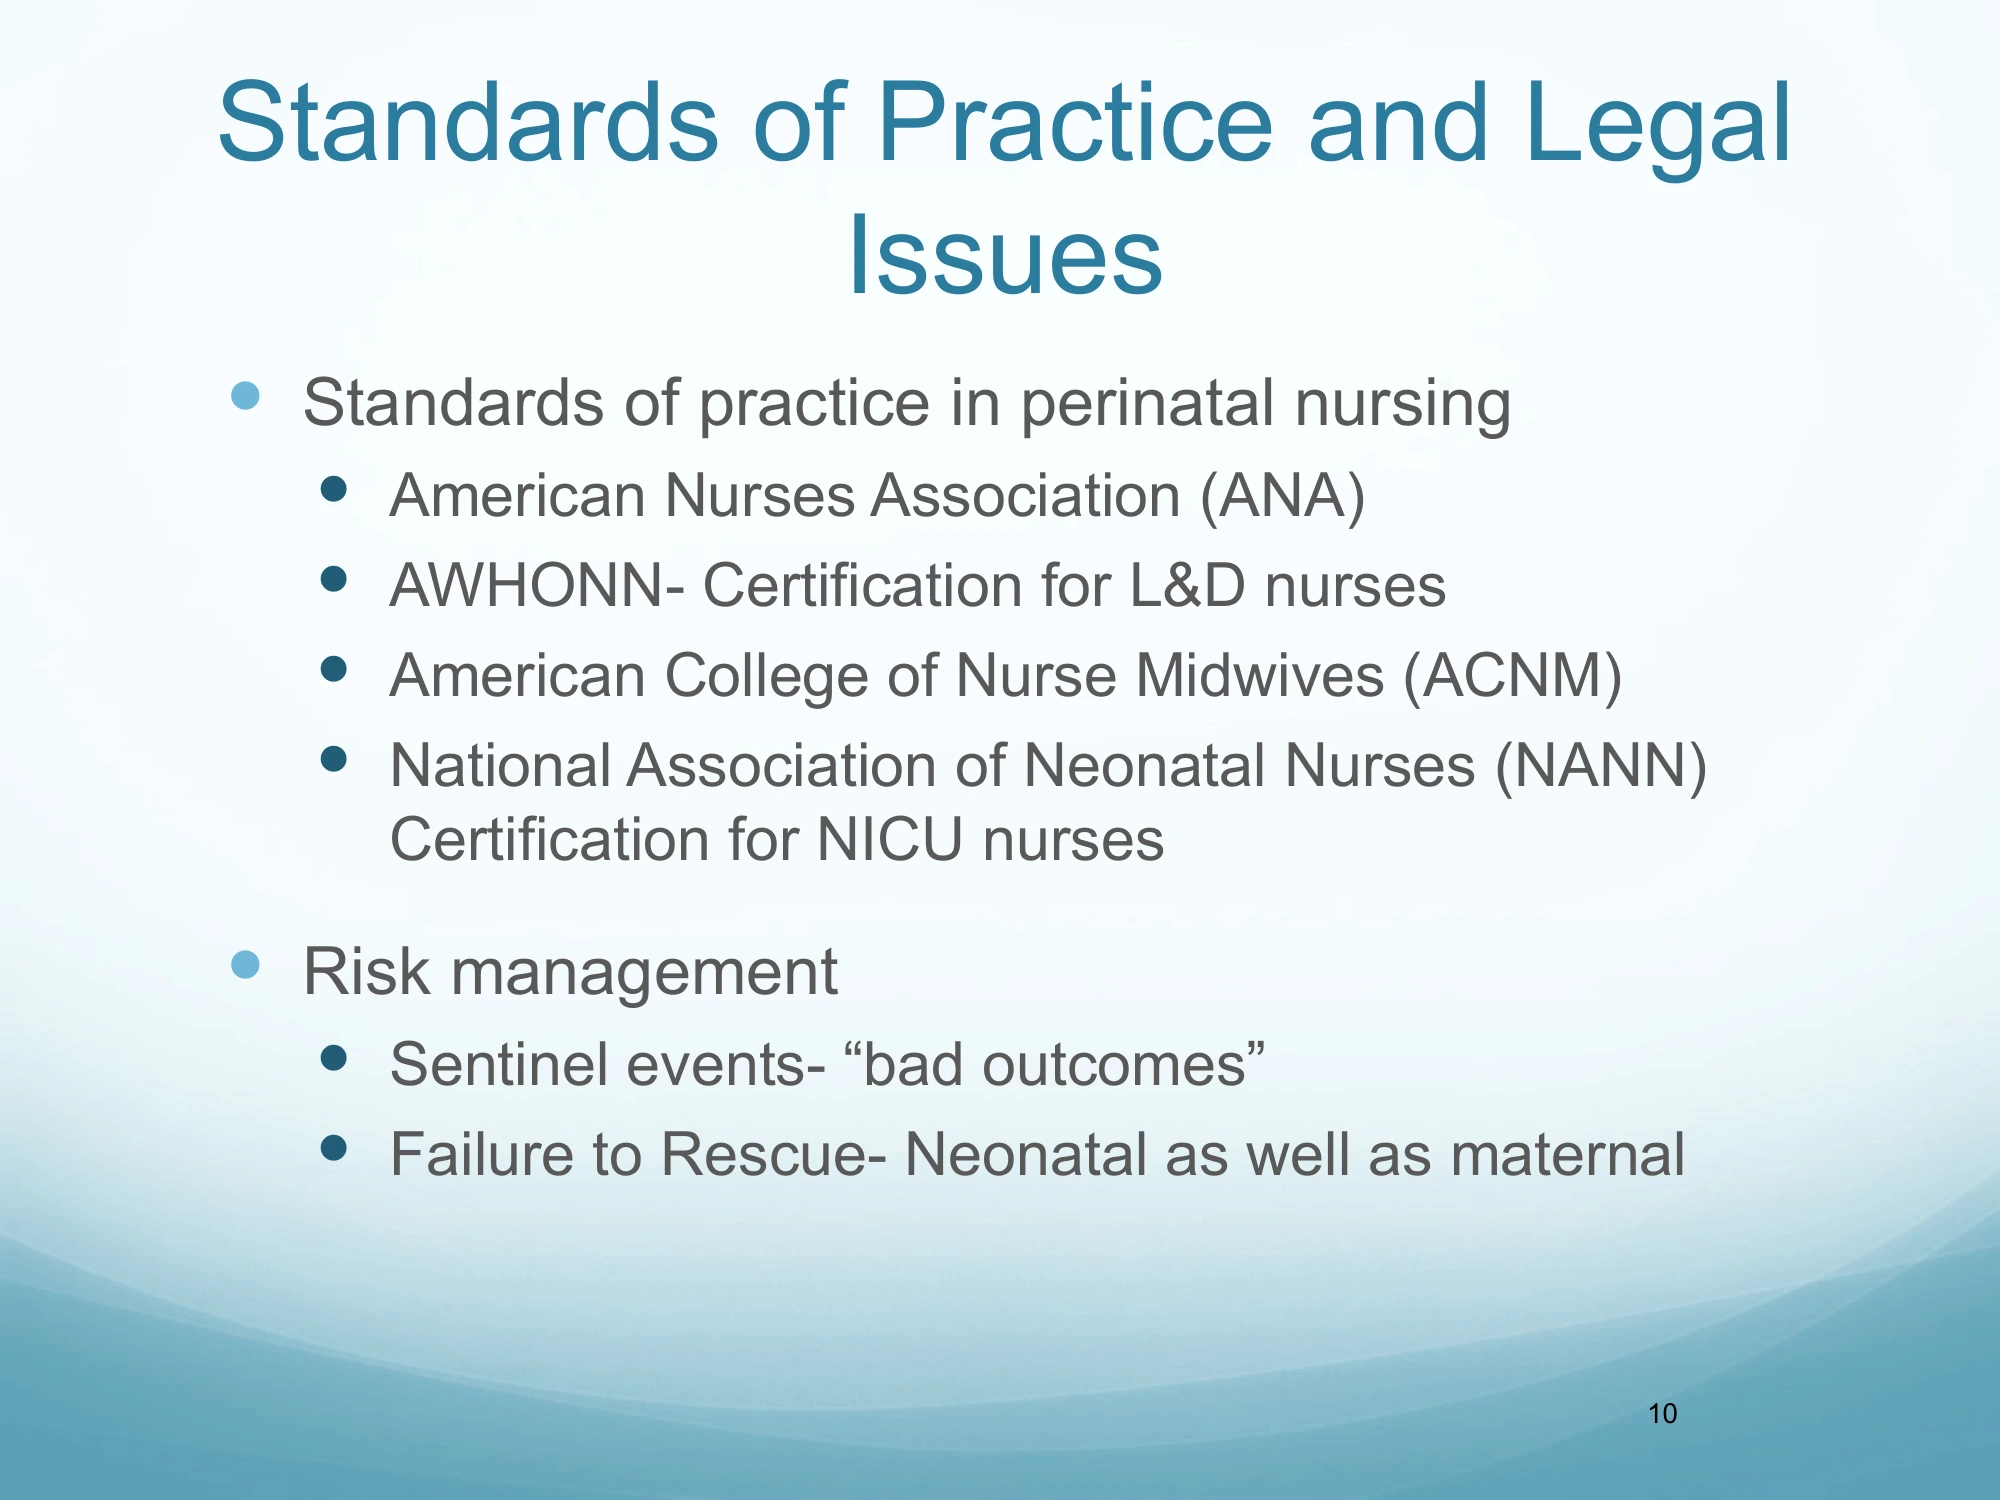 Standards of Practice and Legal
Issues
• Standards of practice in perinatal nursing
• American Nurses Association (ANA)
• AWHONN- Certification for L&D nurses
• American College of Nurse Midwives (ACNM)
• National Association of Neonatal Nurses (NANN)
Certification for NICU nurses
• Risk management
• Sentinel events- “bad outcomes”
• Failure to Rescue- Neonatal as well as maternal
10